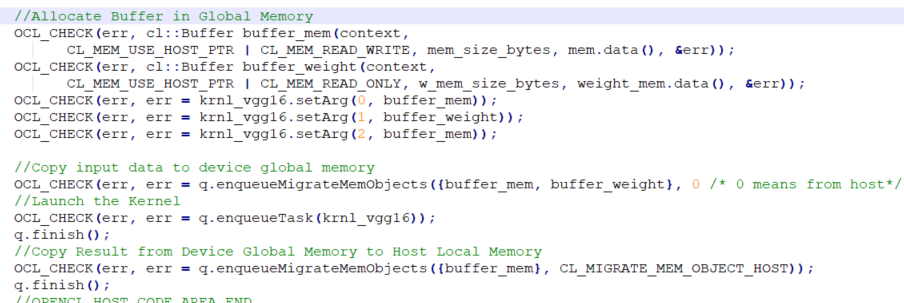 //Allocate Buffer in Global Memory
OCL_CHECK(err, cl::Buffer buffer_mem(context,
CL_MEM_USE_HOST_PTR | CL_MEM_READ_WRITE, mem_size_bytes, mem.data(), &err));
OCL_CHECK(err, cl::Buffer buffer_weight(context,
CL_MEM_USE_HOST_PTR | CL_MEM_READ_ONLY, w_mem_size_bytes, weight_mem.data(), &err));
OCL_CHECK(err, err = krnl_vgg16.setArg(0, buffer_mem));
OCL_CHECK(err, err = krnl_vgg16.setArg(1, buffer_weight));
OCL_CHECK(err, err = krnl_vgg16.setArg(2, buffer_mem));
//Copy input data to device global memory
OCL_CHECK(err, err = q.enqueueMigrateMemObjects({buffer_mem, buffer_weight}, 0 /* 0 means from host*/
//Launch the Kernel
OCL_CHECK(err, err = q.enqueueTask(krnl_vgg16));
q.finish();
//Copy Result from Device Global Memory to Host Local Memory
OCL_CHECK(err, err = q.enqueueMigrateMemObjects({buffer_mem}, CL_MIGRATE_MEM_OBJECT_HOST));
q.finish();
//OPENCL HOST CODE AREA END